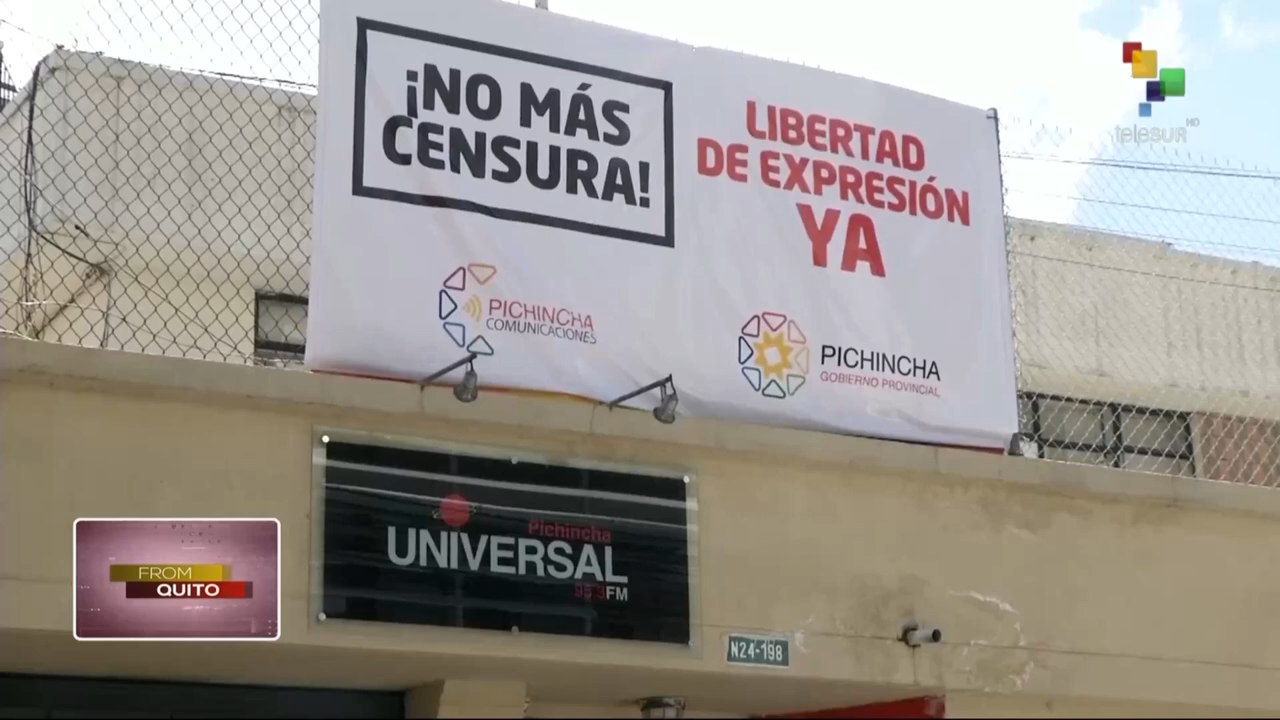 ¡NO MÁS
CENSURA!
LIBERTAD
DE EXPRESIÓN
YA
PICHINCHA
COMUNICACIONES
PICHINCHA
GOBIERNO PROVINCIAL
teleSUR HD
Pichincha
UNIVERSAL
FM
FROM
QUITO
N24-198